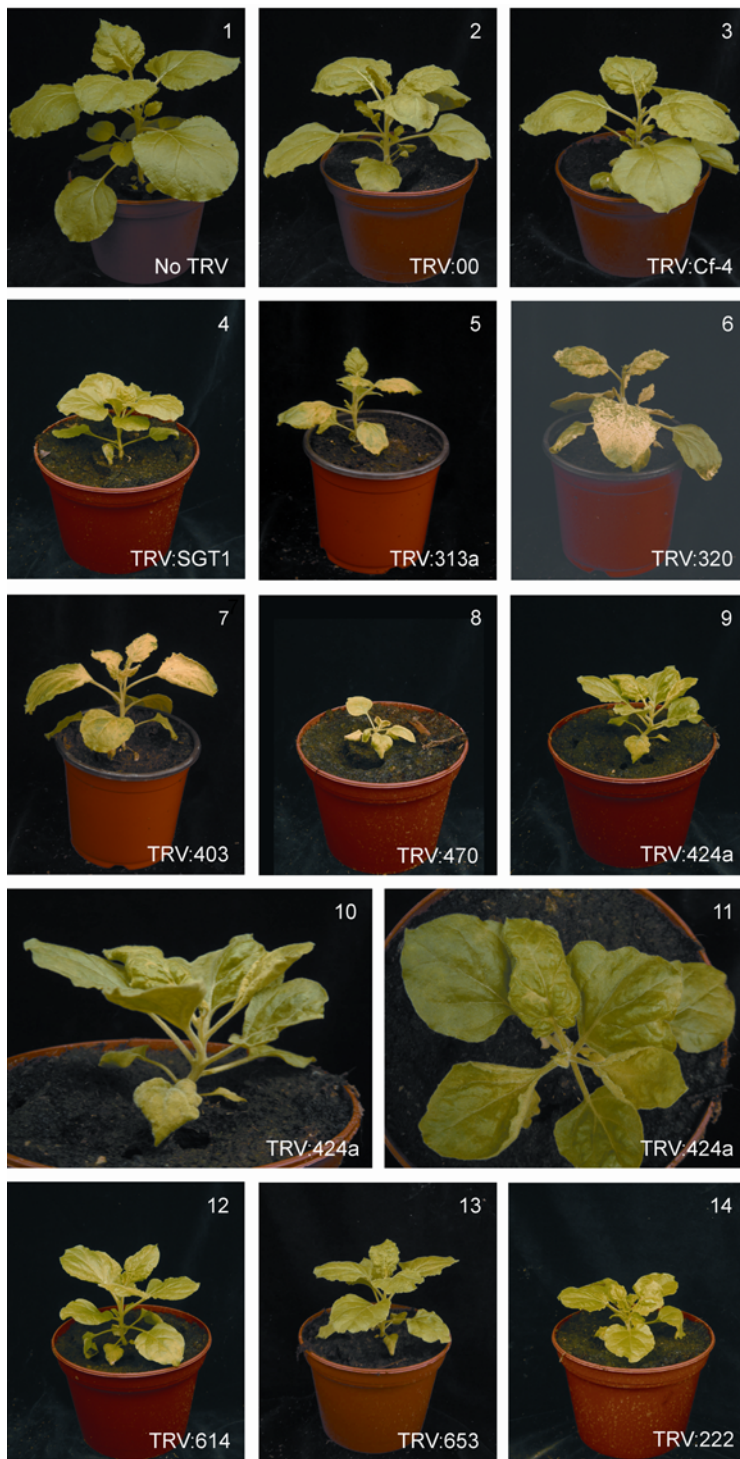 1
No TRV
2
TRV:00
3
TRV:Cf-4
4
TRV:SGT1
5
TRV:313a
6
TRV:320
7
TRV:403
8
TRV:470
9
TRV:424a
10
TRV:424a
11
TRV:424a
12
TRV:614
13
TRV:653
14
TRV:222